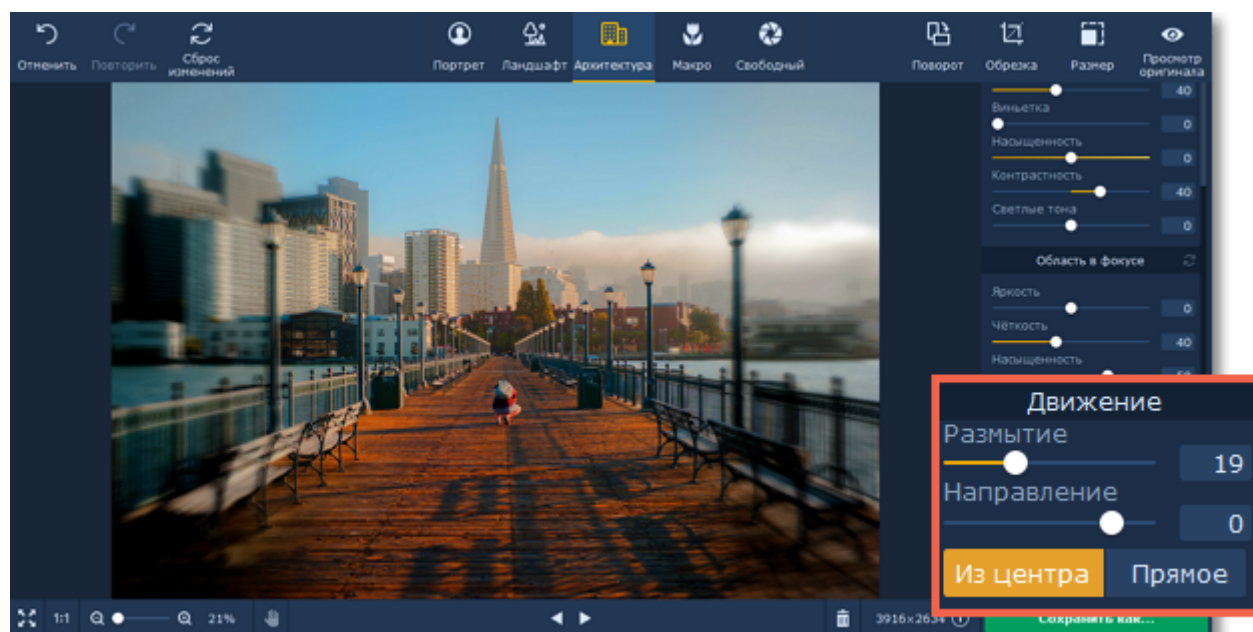 Отменить
Повторить
Сброс
изменений
Портрет
Ландшафт
Архитектура
Макро
Свободный
Поворот
Обрезка
Размер
Просмотр
оригинала
40
Виньетка
0
Насыщенность
0
Контрастность
40
Светлые тона
0
Область в фокусе
Яркость
0
Чёткость
40
Насыщенность
Движение
Размытие
19
Направление
0
Из центра Прямое
1:1
21%
3916×2634
Сохранить как...